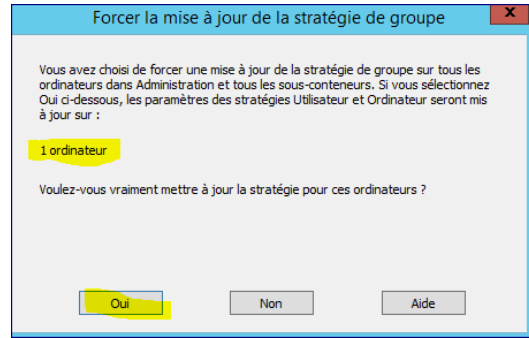 Forcer la mise à jour de la stratégie de groupe
x
Vous avez choisi de forcer une mise à jour de la stratégie de groupe sur tous les
ordinateurs dans Administration et tous les sous-conteneurs. Si vous sélectionnez
Oui ci-dessous, les paramètres des stratégies Utilisateur et Ordinateur seront mis
à jour sur :
1 ordinateur
Voulez-vous vraiment mettre à jour la stratégie pour ces ordinateurs ?
Oui
Non
Aide